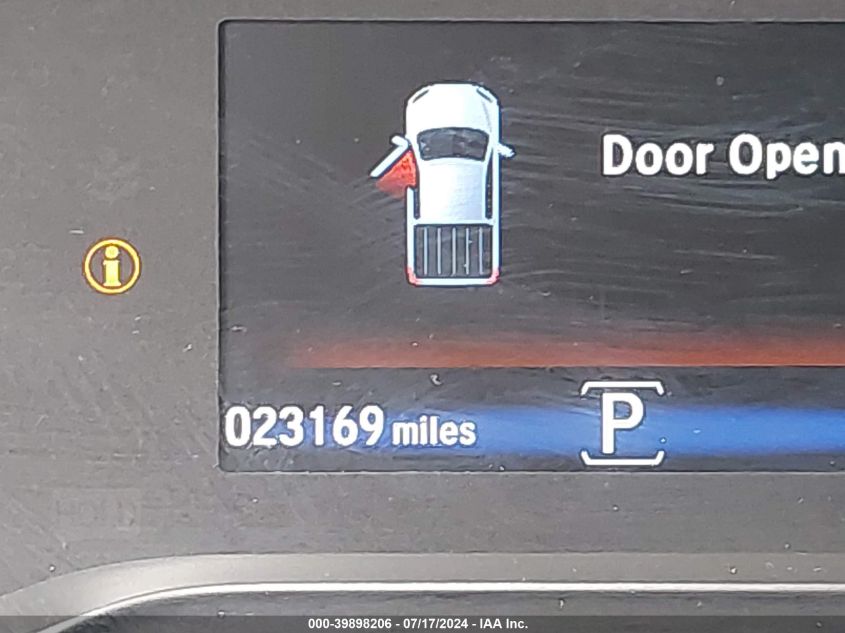 Door Open
i
023169 miles
P
000-39898206 - 07/17/2024 - IAA Inc.